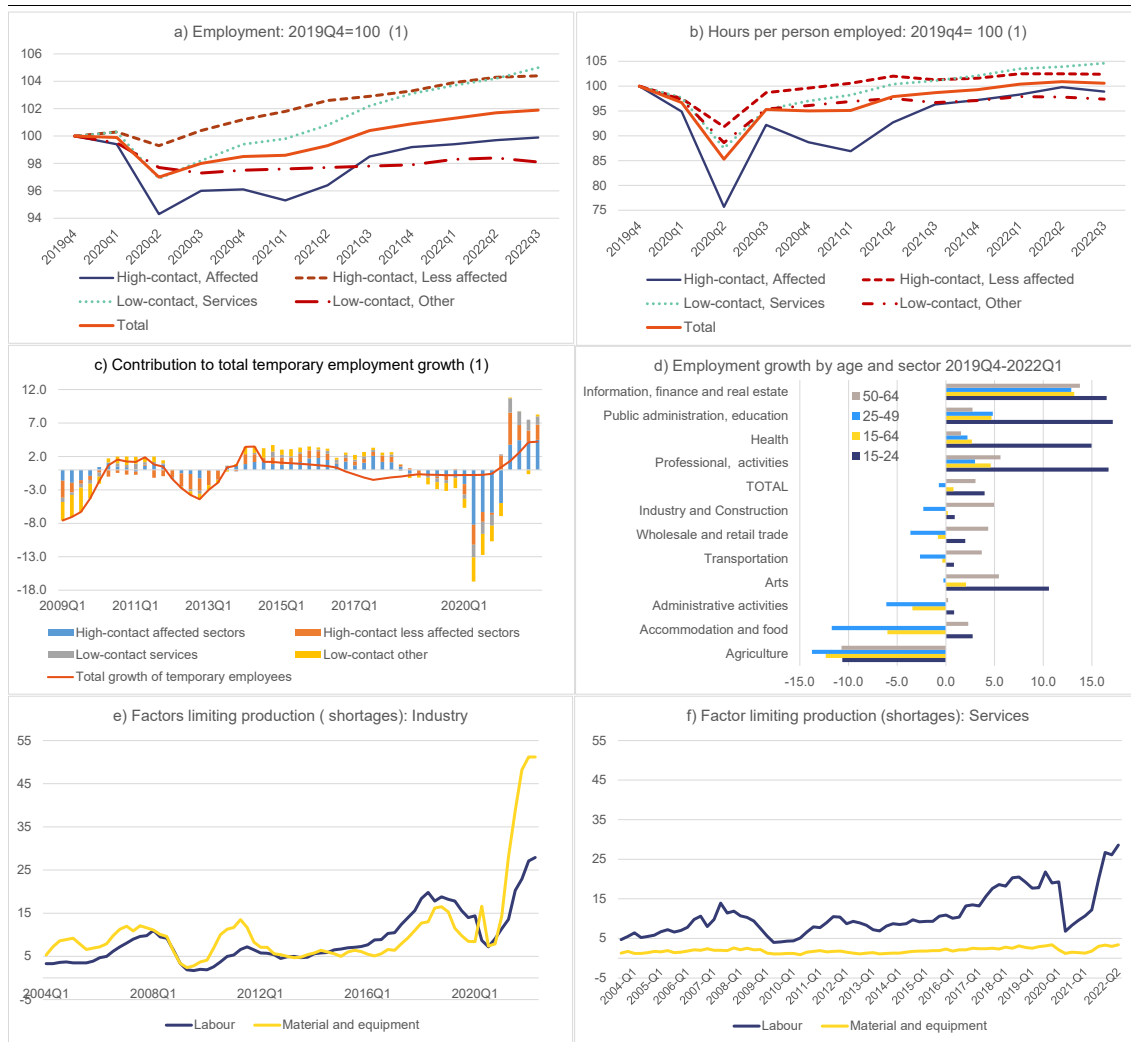 a) Employment: 2019Q4=100 (1)
106
104
102
100
98
96
94
2019q4
2020q1
2020q2
2020q3
2020q4
2021q1
2021q2
2021q3
2021q4
2022q1
2022q2
2022q3
High-contact, Affected
High-contact, Less affected
Low-contact, Services
Low-contact, Other
Total
b) Hours per person employed: 2019q4= 100 (1)
105
100
95
90
85
80
75
2019q4
2020q1
2020q2
2020q3
2020q4
2021q1
2021q2
2021q3
2021q4
2022q1
2022q2
2022q3
High-contact, Affected
High-contact, Less affected
Low-contact, Services
Low-contact, Other
Total
c) Contribution to total temporary employment growth (1)
12.0
7.0
2.0
-3.0
-8.0
-13.0
-18.0
2009Q1
2011Q1
2013Q1
2015Q1
2017Q1
2020Q1
High-contact affected sectors
High-contact less affected sectors
Low-contact services
Low-contact other
Total growth of temporary employees
d) Employment growth by age and sector 2019Q4-2022Q1
Information, finance and real estate
Public administration, education
Health
Professional, activities
TOTAL
Industry and Construction
Wholesale and retail trade
Transportation
Arts
Administrative activities
Accommodation and food
Agriculture
50-64
25-49
15-64
15-24
-15.0
-10.0
-5.0
0.0
5.0
10.0
15.0
e) Factors limiting production ( shortages): Industry
55
45
35
25
15
5
-5
2004Q1
2008Q1
2012Q1
2016Q1
2020Q1
Labour
Material and equipment
f) Factor limiting production (shortages): Services
55
45
35
25
15
5
-5
2004-Q1
2005-Q1
2006-Q1
2007-Q1
2008-Q1
2009-Q1
2010-Q1
2011-Q1
2012-Q1
2013-Q1
2014-Q1
2015-Q1
2016-Q1
2017-Q1
2018-Q1
2019-Q1
2020-Q1
2021-Q1
2022-Q2
Labour
Material and equipment